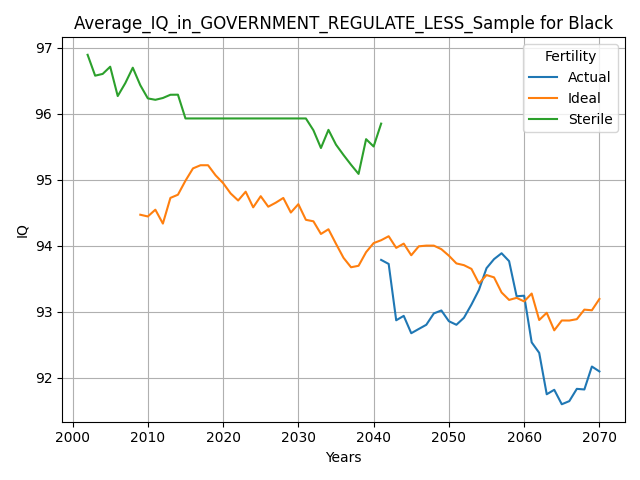 Average_IQ_in_GOVERNMENT_REGULATE_LESS_Sample for Black
Fertility
Actual
Ideal
Sterile
97
96
95
94
93
92
IQ
2000 2010 2020 2030 2040 2050 2060 2070
Years